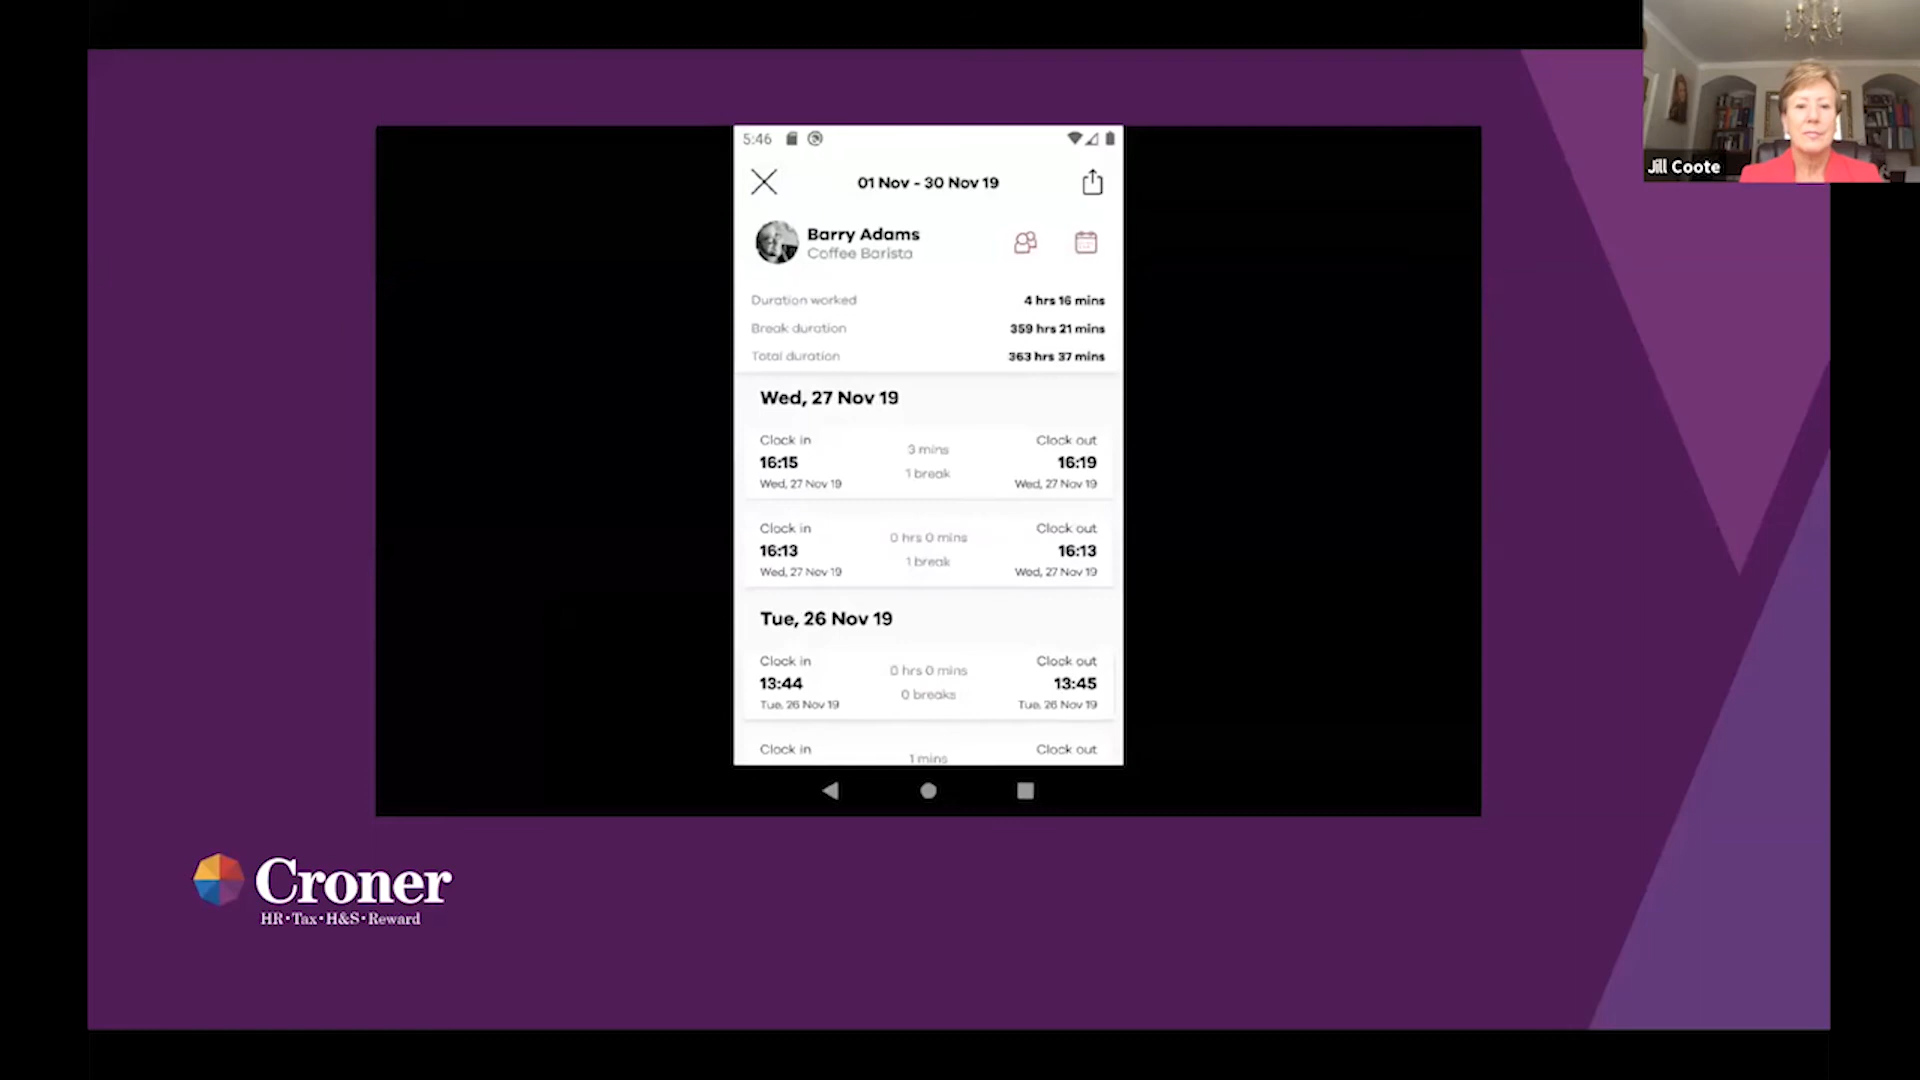 Jill Coote
5:46
01 Nov - 30 Nov 19
Barry Adams
Coffee Barista
Duration worked 4 hrs 16 mins
Break duration 359 hrs 21 mins
Total duration 363 hrs 37 mins
Wed, 27 Nov 19
Clock in 3 mins Clock out
16:15 1 break 16:19
Wed, 27 Nov 19 Wed, 27 Nov 19
Clock in 0 hrs 0 mins Clock out
16:13 1 break 16:13
Wed, 27 Nov 19 Wed, 27 Nov 19
Tue, 26 Nov 19
Clock in 0 hrs 0 mins Clock out
13:44 0 breaks 13:45
Tue, 26 Nov 19 Tue, 26 Nov 19
Clock in 1 mins Clock out
Croner
HR・Tax・H&S・Reward